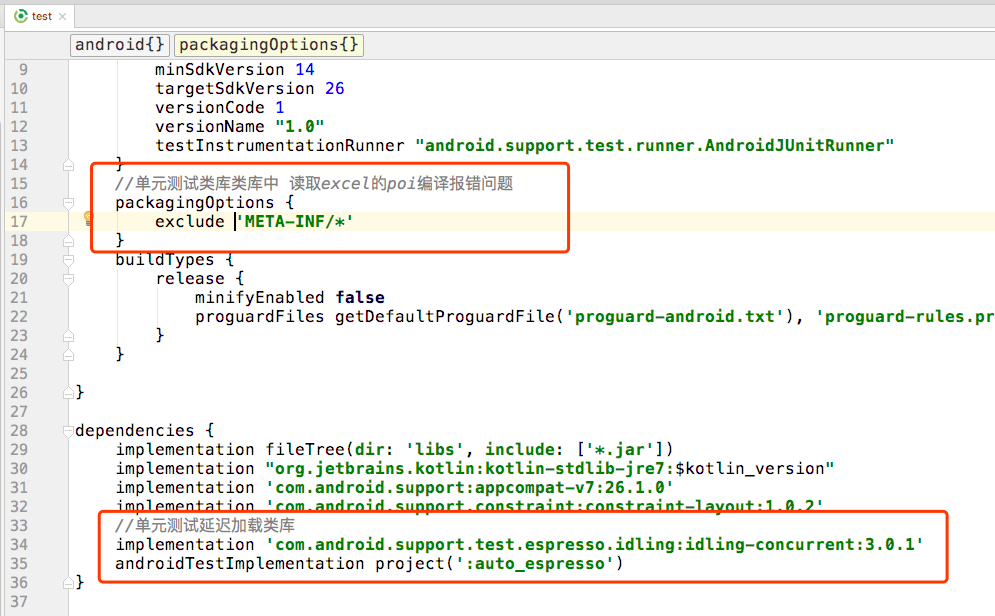 test
android{} packagingOptions{}
9 minSdkVersion 14
10 targetSdkVersion 26
11 versionCode 1
12 versionName "1.0"
13 testInstrumentationRunner "android.support.test.runner.AndroidJUnitRunner"
14 }
15 //单元测试类库类库中 读取excel的poi编译报错问题
16 packagingOptions {
17 exclude 'META-INF/*'
18 }
19 buildTypes {
20 release {
21 minifyEnabled false
22 proguardFiles getDefaultProguardFile('proguard-android.txt'), 'proguard-rules.pr
23 }
24 }
25
26 }
27
28 dependencies {
29 implementation fileTree(dir: 'libs', include: ['*.jar'])
30 implementation "org.jetbrains.kotlin:kotlin-stdlib-jre7:$kotlin_version"
31 implementation 'com.android.support:appcompat-v7:26.1.0'
32 implementation 'com.android.support.constraint:constraint-layout:1.0.2'
33 //单元测试延迟加载类库
34 implementation 'com.android.support.test.espresso.idling:idling-concurrent:3.0.1'
35 androidTestImplementation project(':auto_espresso')
36 }
37